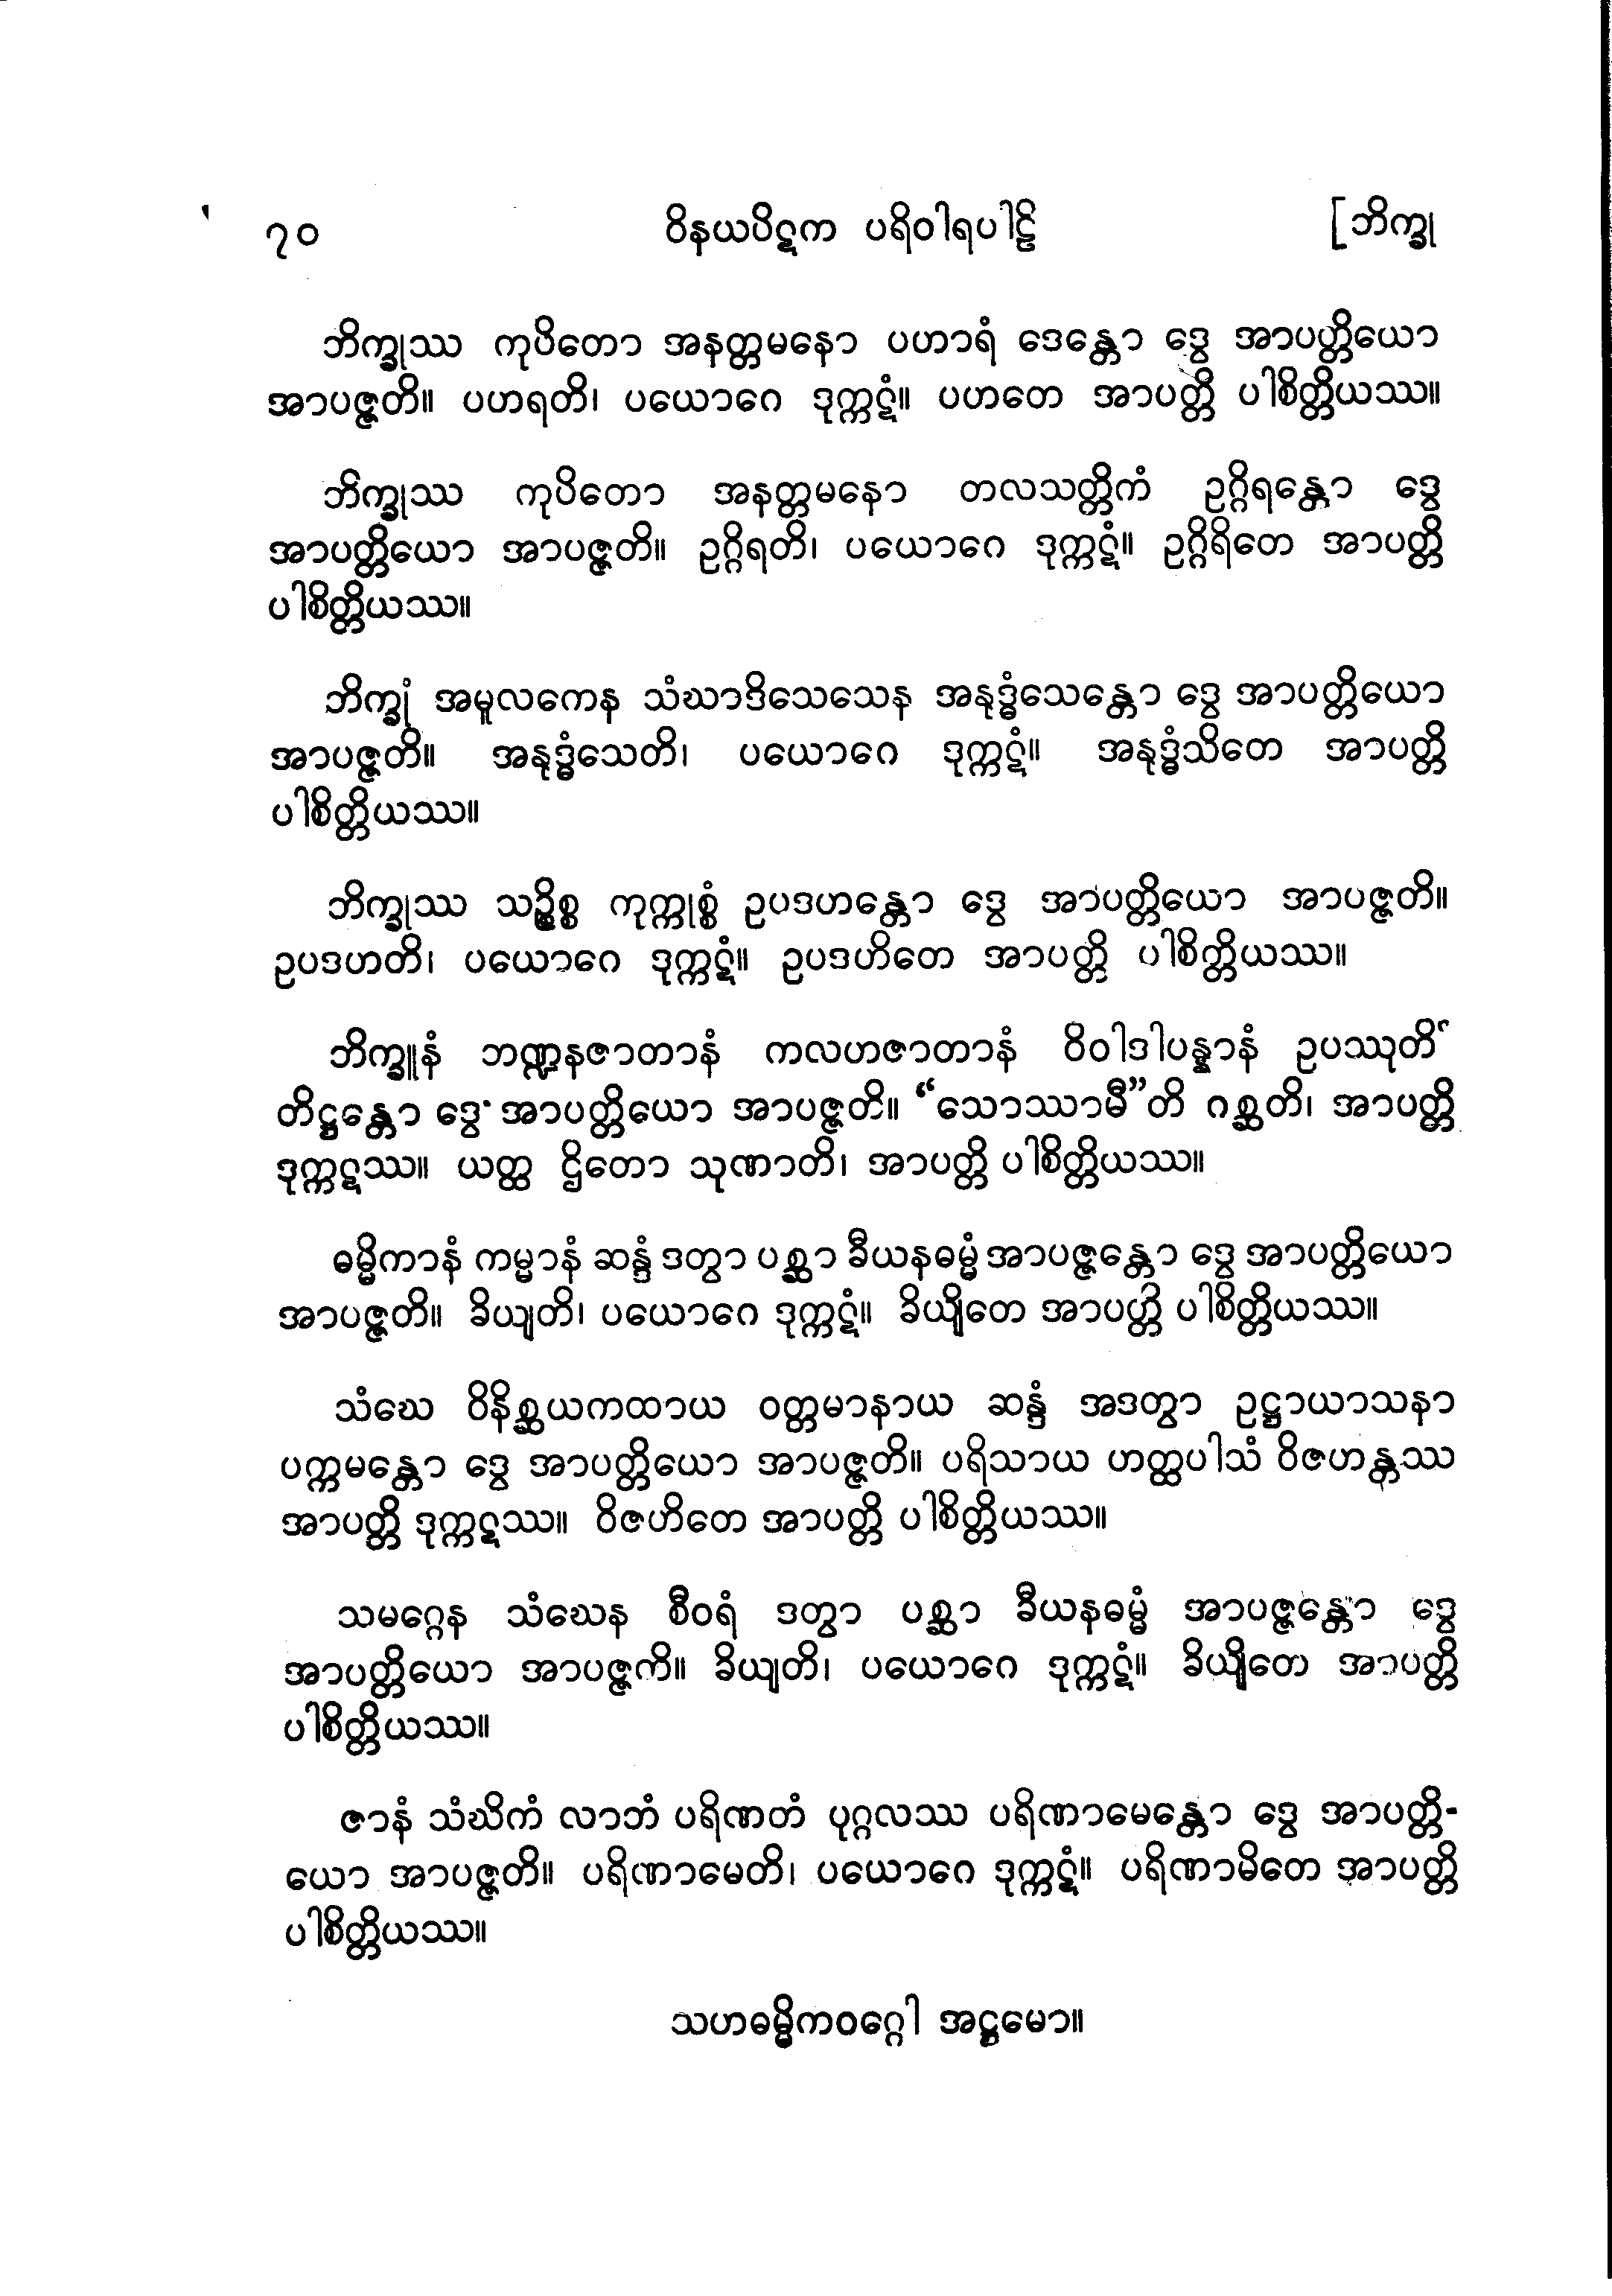 ၇၀ ဝိနယပိဋက ပရိဝါရပါဠိ [ဘိက္ခု
ဘိက္ခုဿ ကုပိတော အနတ္တမနော ပဟာရံ ဒေန္တော ဒွေ အာပတ္တိယော
အာပဇ္ဇတိ။ ပဟရတိ၊ ပယောဂေ ဒုက္ကဋံ။ ပဟတေ အာပတ္တိ ပါစိတ္တိယဿ။
ဘိက္ခုဿ ကုပိတော အနတ္တမနော တလသတ္တိကံ ဥဂ္ဂိရန္တော ဒွေ
အာပတ္တိယော အာပဇ္ဇတိ။ ဥဂ္ဂိရတိ၊ ပယောဂေ ဒုက္ကဋံ။ ဥဂ္ဂိရိတေ အာပတ္တိ
ပါစိတ္တိယဿ။
ဘိက္ခုံ အမူလကေန သံဃာဒိသေသေန အနုဒ္ဓံသေန္တော ဒွေ အာပတ္တိယော
အာပဇ္ဇတိ။ အနုဒ္ဓံသေတိ၊ ပယောဂေ ဒုက္ကဋံ။ အနုဒ္ဓံသိတေ အာပတ္တိ
ပါစိတ္တိယဿ။
ဘိက္ခုဿ သဉ္စိစ္စ ကုက္ကုစ္စံ ဥပဒဟန္တော ဒွေ အာပတ္တိယော အာပဇ္ဇတိ။
ဥပဒဟတိ၊ ပယောဂေ ဒုက္ကဋံ။ ဥပဒဟိတေ အာပတ္တိ ပါစိတ္တိယဿ။
ဘိက္ခူနံ ဘဏ္ဍနဇာတာနံ ကလဟဇာတာနံ ဝိဝါဒါပန္နာနံ ဥပဿုတိံ
တိဋ္ဌန္တော ဒွေ အာပတ္တိယော အာပဇ္ဇတိ။ “သောဿာမီ”တိ ဂစ္ဆတိ၊ အာပတ္တိ
ဒုက္ကဋဿ။ ယတ္ထ ဌိတော သုဏာတိ၊ အာပတ္တိ ပါစိတ္တိယဿ။
ဓမ္မိကာနံ ကမ္မာနံ ဆန္ဒံ ဒတွာ ပစ္ဆာ ခီယနဓမ္မံ အာပဇ္ဇန္တော ဒွေ အာပတ္တိယော
အာပဇ္ဇတိ။ ခိယျတိ၊ ပယောဂေ ဒုက္ကဋံ။ ခိယျိတေ အာပတ္တိ ပါစိတ္တိယဿ။
သံဃေ ဝိနိစ္ဆယကထာယ ဝတ္တမာနာယ ဆန္ဒံ အဒတွာ ဥဋ္ဌာယာသနာ
ပက္ကမန္တော ဒွေ အာပတ္တိယော အာပဇ္ဇတိ။ ပရိသာယ ဟတ္ထပါသံ ဝိဇဟန္တဿ
အာပတ္တိ ဒုက္ကဋဿ။ ဝိဇဟိတေ အာပတ္တိ ပါစိတ္တိယဿ။
သမဂ္ဂေန သံဃေန စီဝရံ ဒတွာ ပစ္ဆာ ခီယနဓမ္မံ အာပဇ္ဇန္တော ဒွေ
အာပတ္တိယော အာပဇ္ဇကိ။ ခိယျတိ၊ ပယောဂေ ဒုက္ကဋံ။ ခိယျိတေ အာပတ္တိ
ပါစိတ္တိယဿ။
ဇာနံ သံဃိကံ လာဘံ ပရိဏတံ ပုဂ္ဂလဿ ပရိဏာမေန္တော ဒွေ အာပတ္တိ-
ယော အာပဇ္ဇတိ။ ပရိဏာမေတိ၊ ပယောဂေ ဒုက္ကဋံ။ ပရိဏာမိတေ အာပတ္တိ
ပါစိတ္တိယဿ။
သဟဓမ္မိကဝဂ္ဂေါ အဋ္ဌမော။